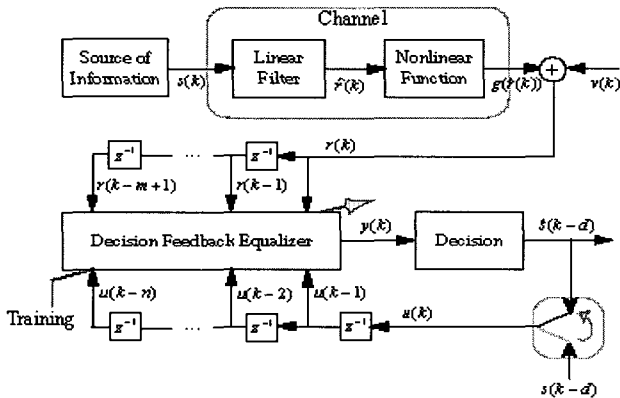 Channel
Source of
Information
s(k)
Linear
Filter
r̂(k)
Nonlinear
Function
g(r̂(k))
+
v(k)
z⁻¹
...
z⁻¹
r(k)
r(k-m+1)
r(k-1)
Decision Feedback Equalizer
y(k)
Decision
ŝ(k-d)
u(k-n)
u(k-2)
u(k-1)
Training
z⁻¹
...
z⁻¹
z⁻¹
u(k)
s(k-d)